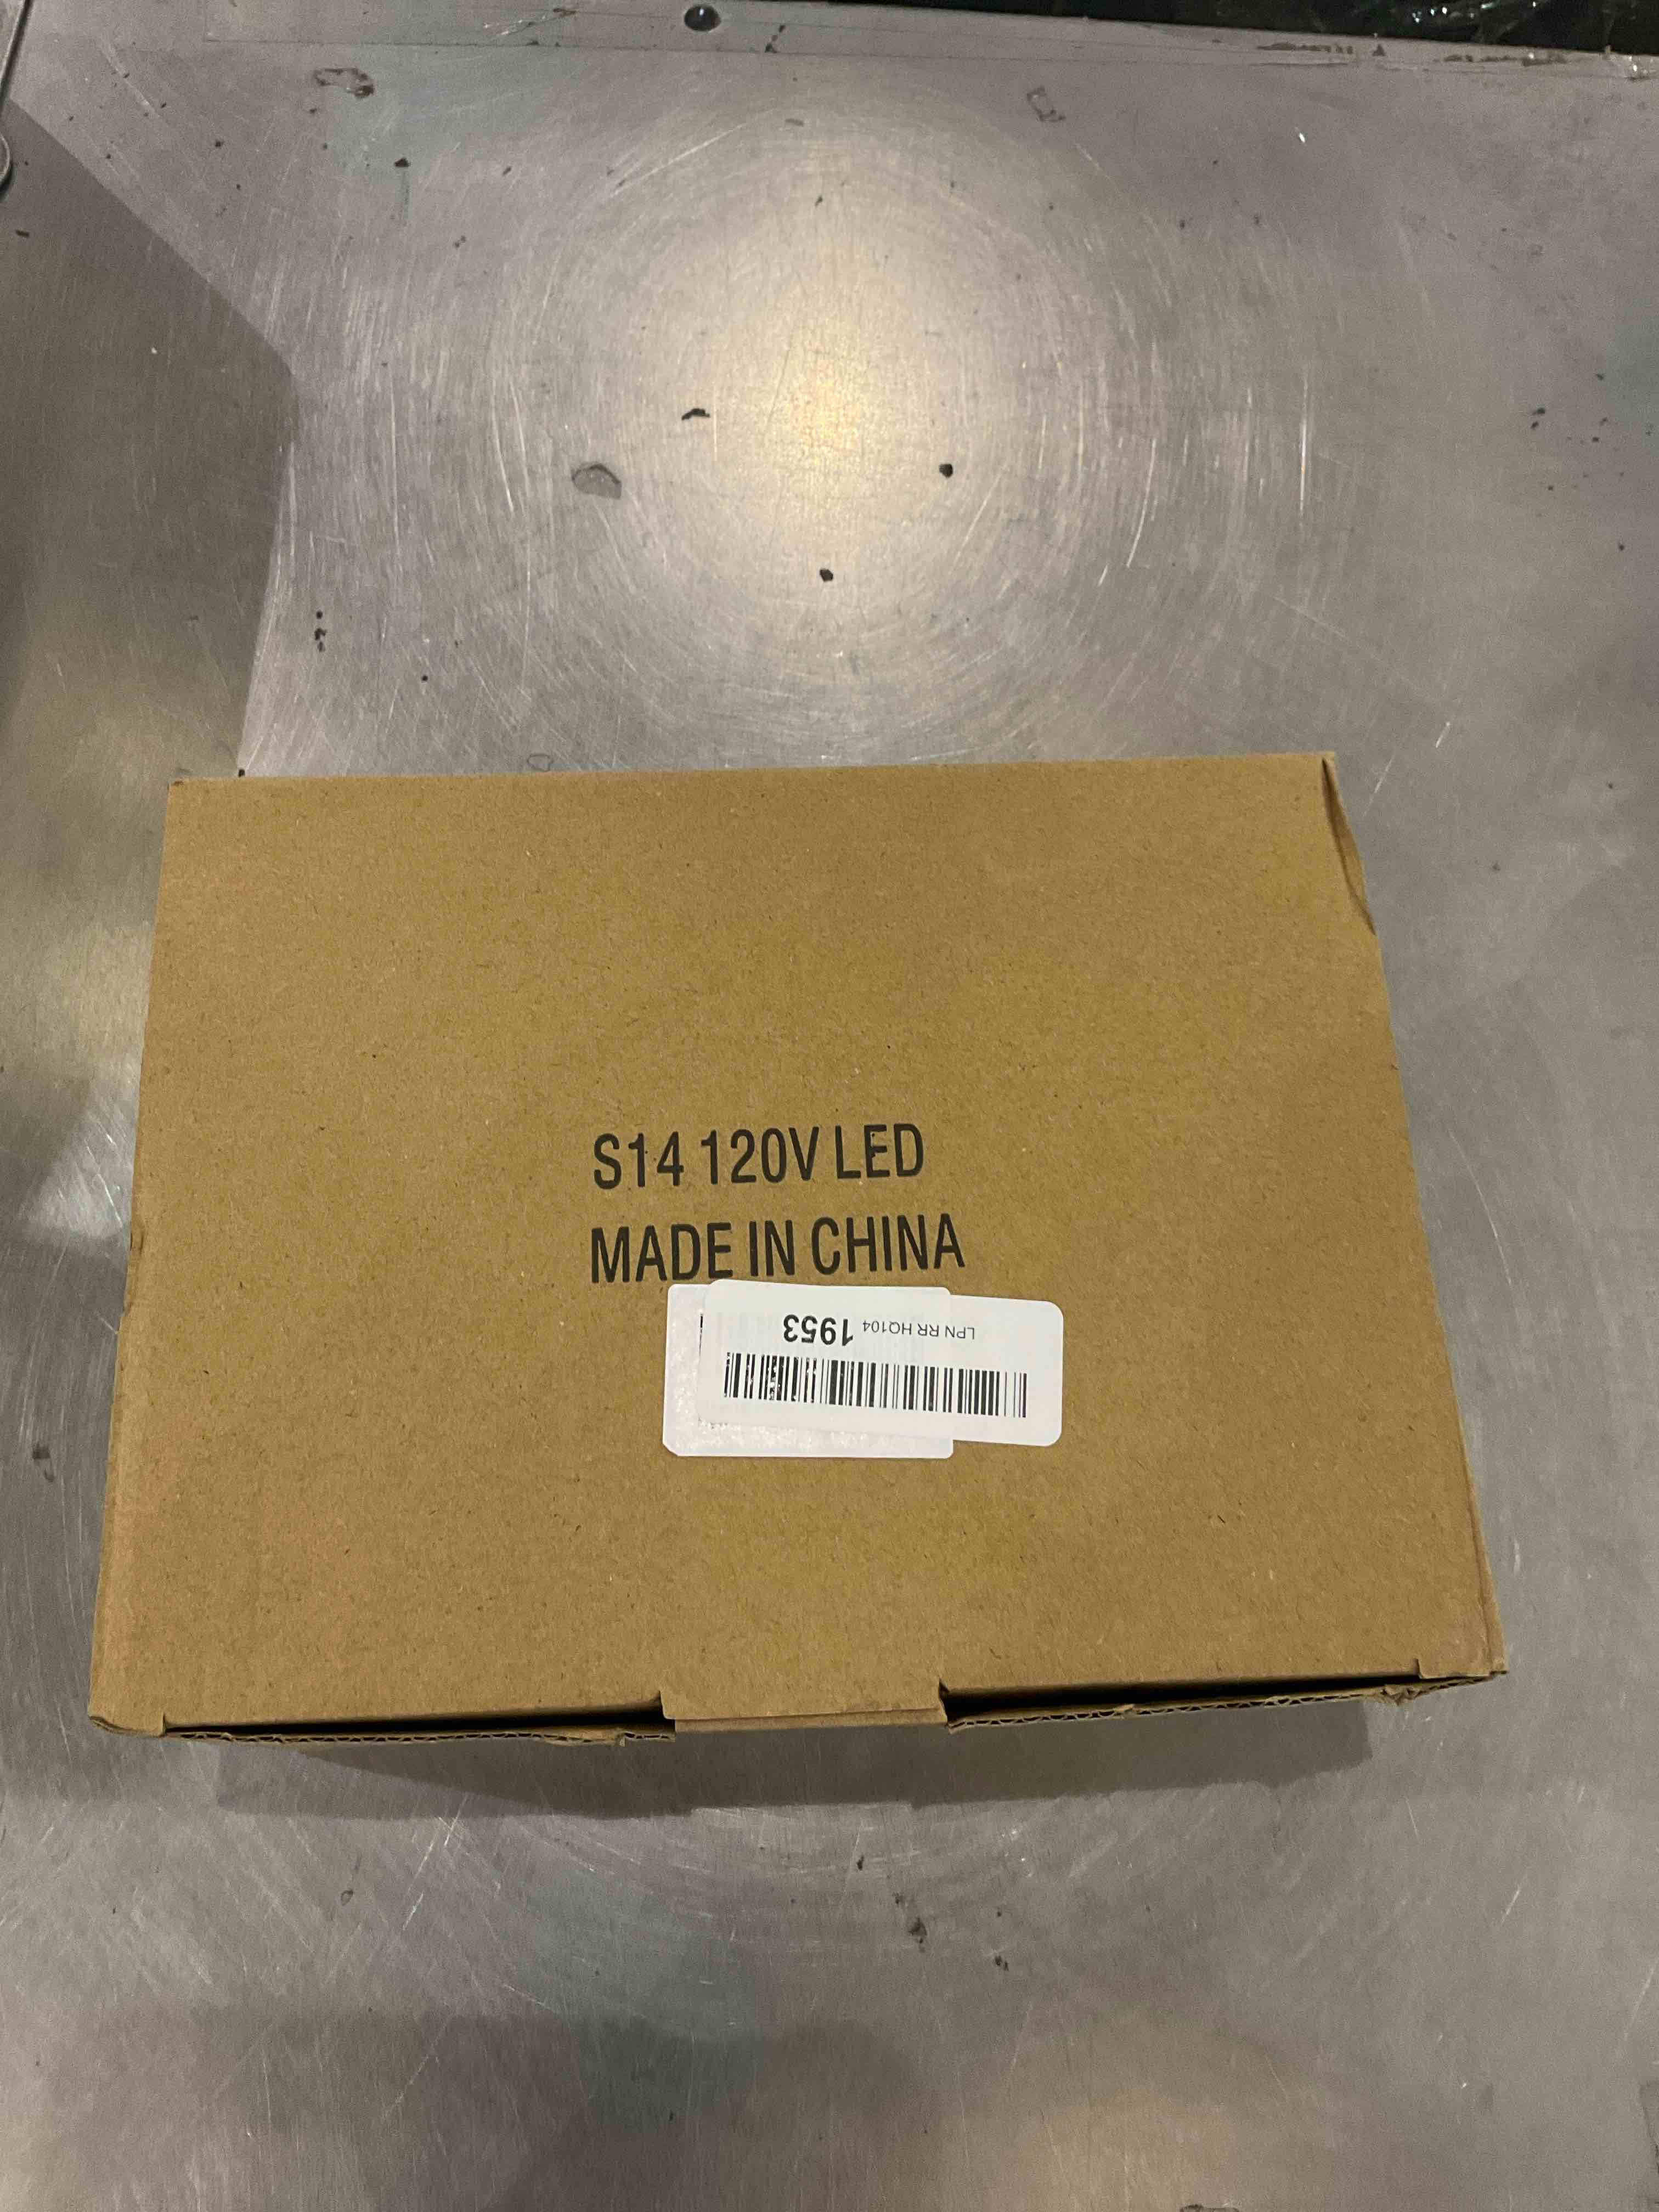 S14 120V LED
MADE IN CHINA
LPN RR HQ104 1953